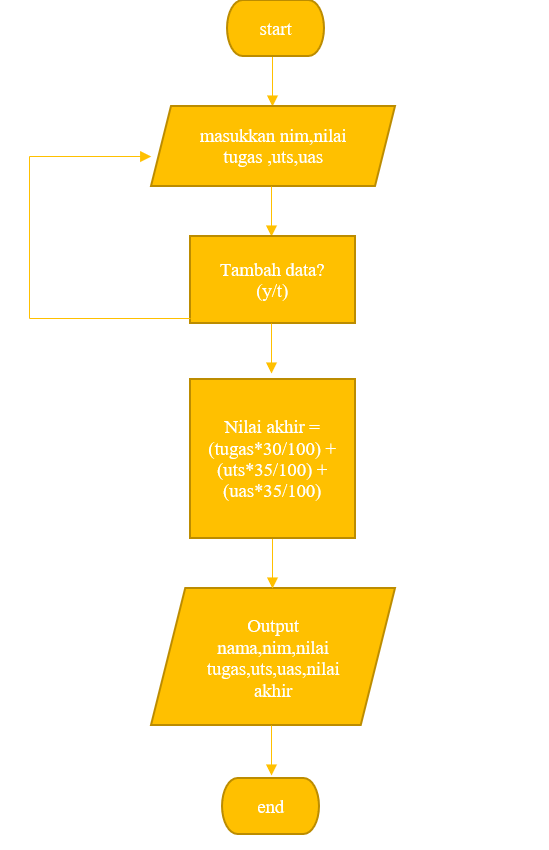 start
masukkan nim,nilai
tugas ,uts,uas
Tambah data?
(y/t)
Nilai akhir =
(tugas*30/100) +
(uts*35/100) +
(uas*35/100)
Output
nama,nim,nilai
tugas,uts,uas,nilai
akhir
end